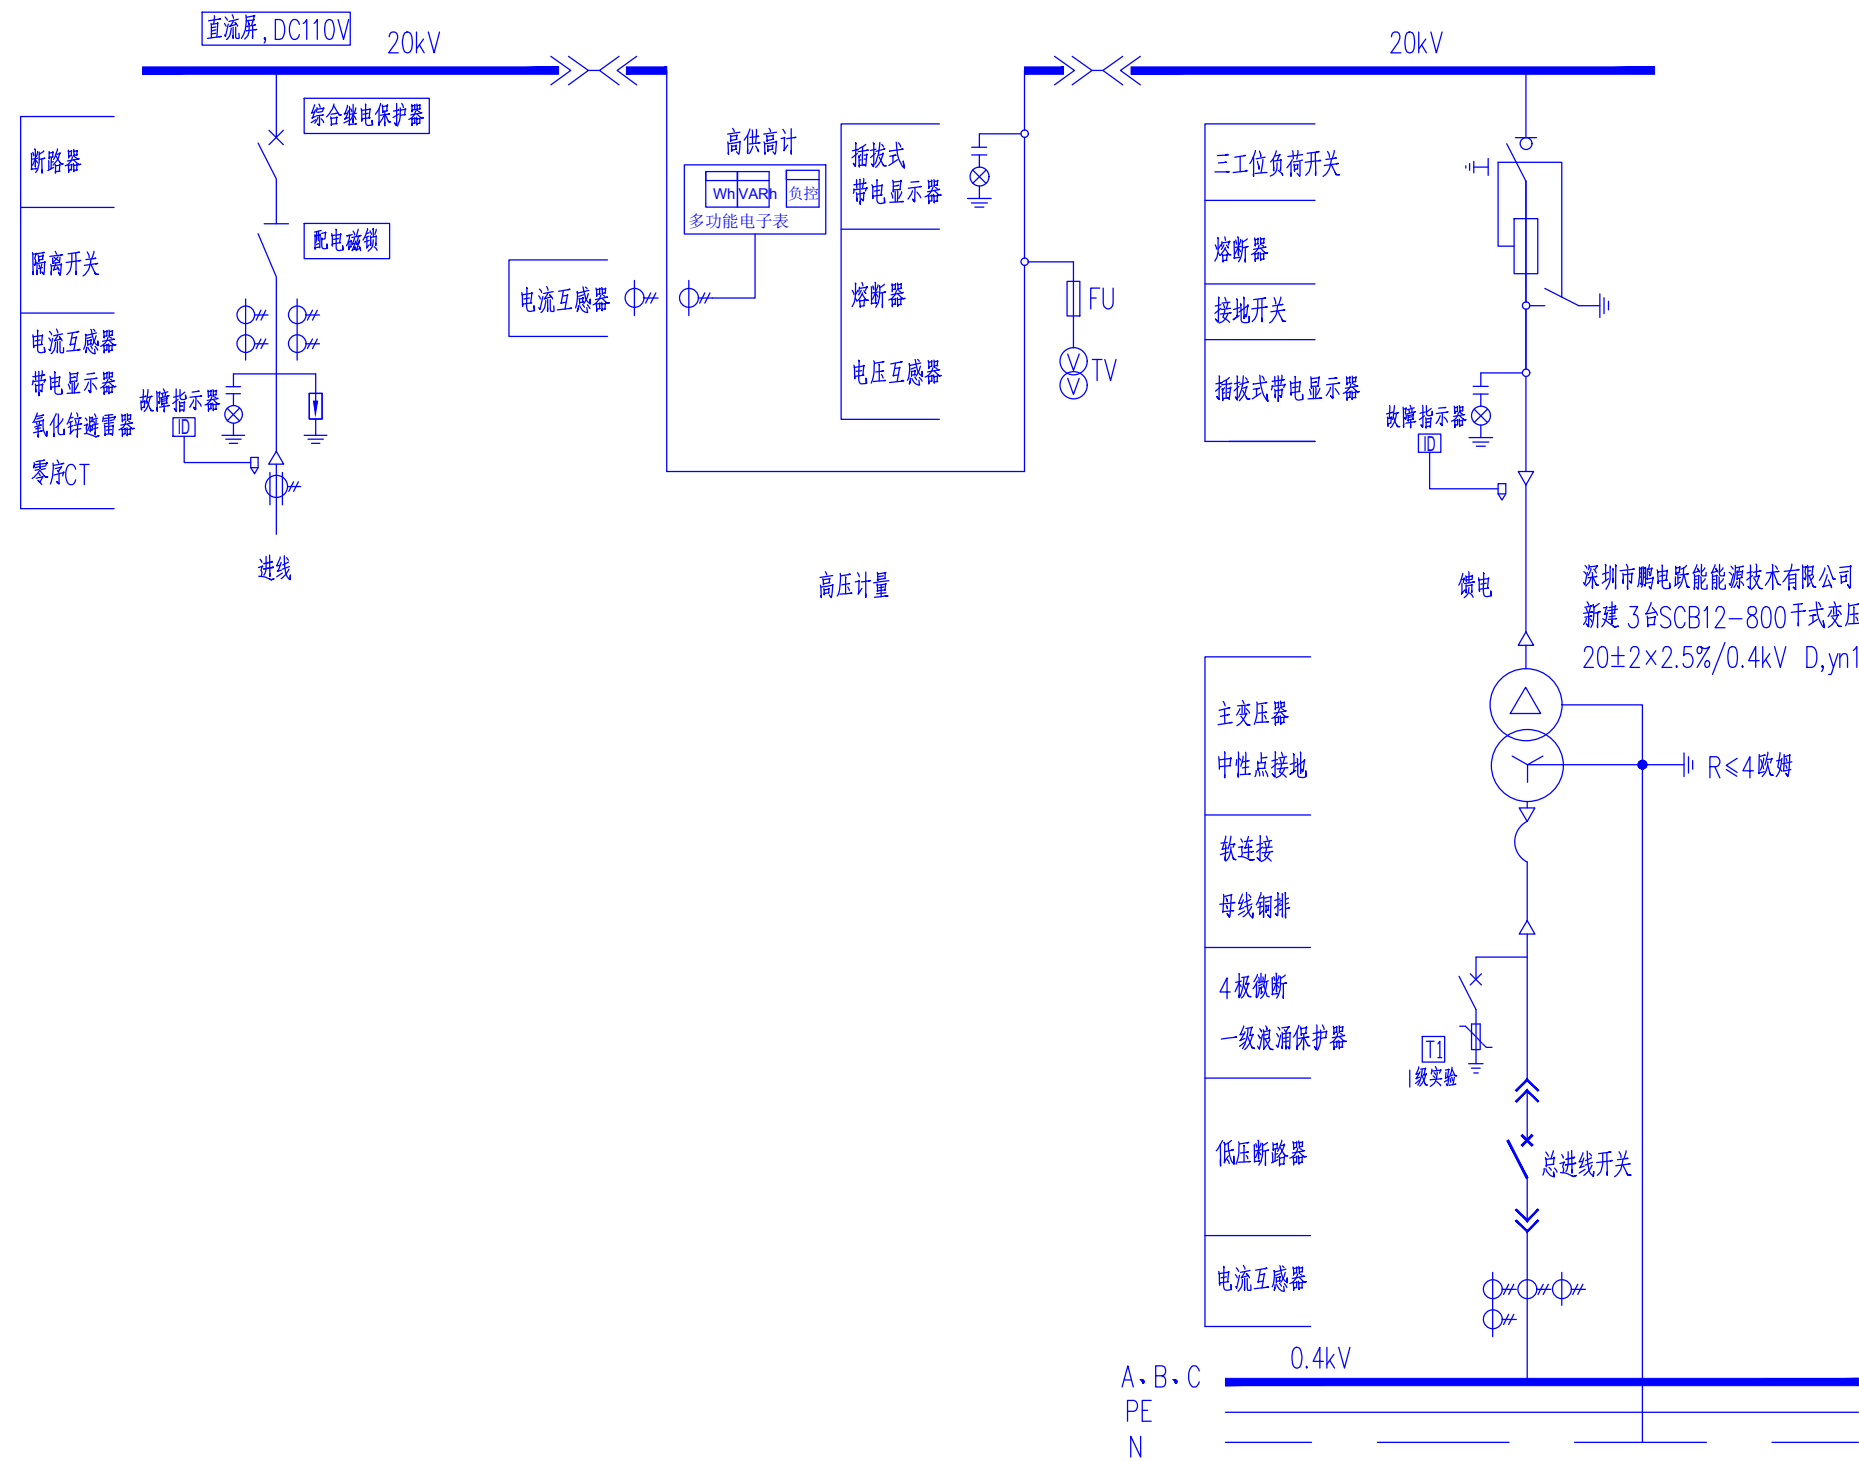 直流屏,DC110V
20kV
综合继电保护器
断路器
隔离开关
配电磁锁
电流互感器
带电显示器
氧化锌避雷器
零序CT
故障指示器
ID
进线
高供高计
Wh
VARh
负控
多功能电子表
电流互感器
插拔式
带电显示器
熔断器
电压互感器
FU
TV
V
V
高压计量
20kV
三工位负荷开关
熔断器
接地开关
插拔式带电显示器
故障指示器
ID
馈电
深圳市鹏电跃能能源技术有限公司
新建 3台SCB12-800干式变压
20±2×2.5%/0.4kV D,yn1
主变压器
中性点接地
R≤4欧姆
软连接
母线铜排
4极微断
一级浪涌保护器
T1
I级实验
低压断路器
总进线开关
电流互感器
0.4kV
A、B、C
PE
N